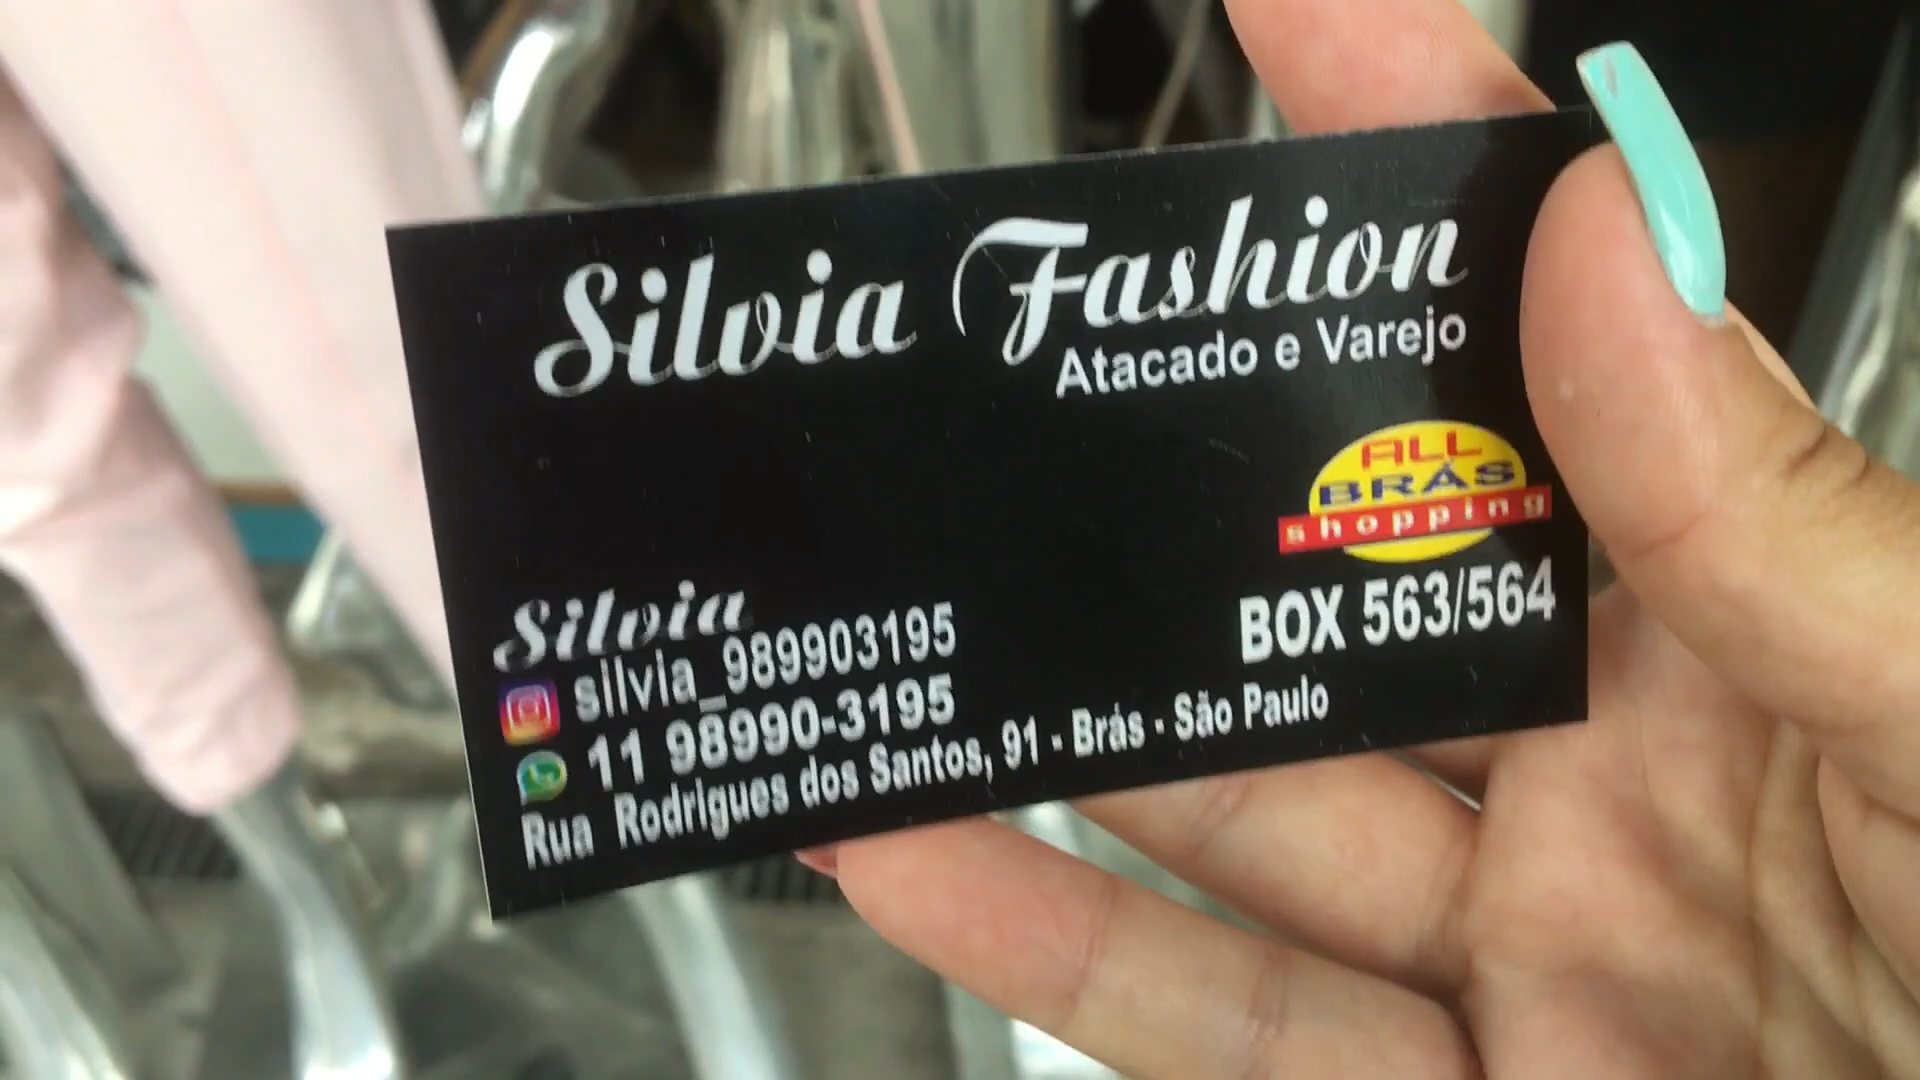 Silvia Fashion
Atacado e Varejo
ALL
BRÁS
shopping
BOX 563/564
Silvia
silvia_989903195
11 98990-3195
Rua Rodrigues dos Santos, 91 - Brás - São Paulo